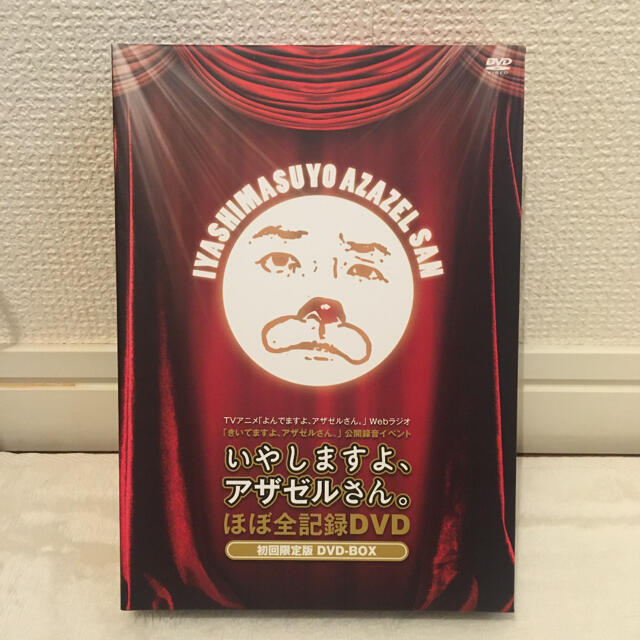 DVD
VIDEO
IYASHIMASUYO AZAZEL SAN
TVアニメ「よんでますよ、アザゼルさん。」Webラジオ
「きいてますよ、アザゼルさん。」公開録音イベント
いやしますよ、
アザゼルさん。
ほぼ全記録DVD
初回限定版 DVD-BOX